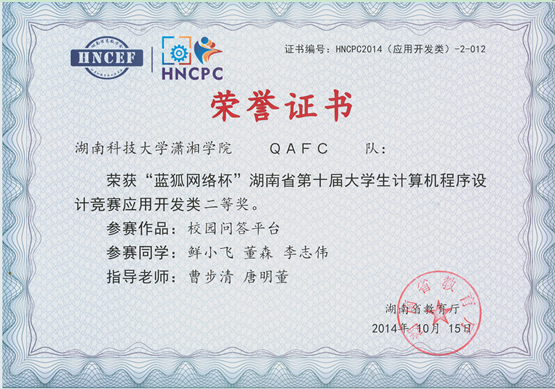 HNCEF
HNCPC
证书编号：HNCPC2014（应用开发类）-2-012
荣誉证书
湖南科技大学潇湘学院 QAFC 队：
荣获“蓝狐网络杯”湖南省第十届大学生计算机程序设
计竞赛应用开发类二等奖。
参赛作品：校园问答平台
参赛同学：鲜小飞 董森 李志伟
指导老师：曹步清 唐明董
湖南省教育厅
2014年 10月 15日